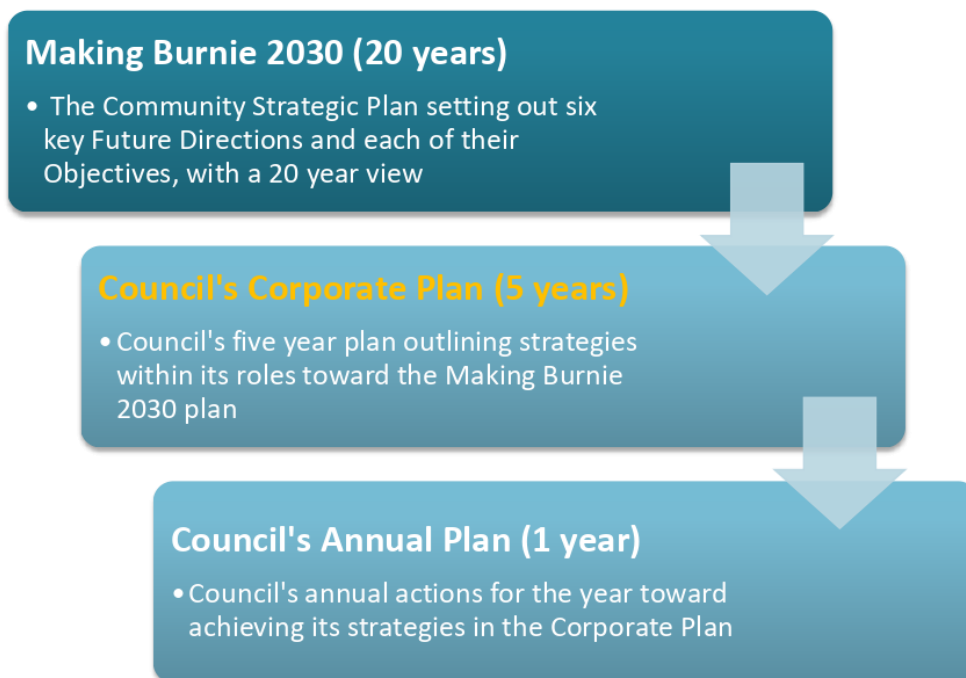 Making Burnie 2030 (20 years)
• The Community Strategic Plan setting out six
key Future Directions and each of their
Objectives, with a 20 year view
Council's Corporate Plan (5 years)
• Council's five year plan outlining strategies
within its roles toward the Making Burnie
2030 plan
Council's Annual Plan (1 year)
• Council's annual actions for the year toward
achieving its strategies in the Corporate Plan